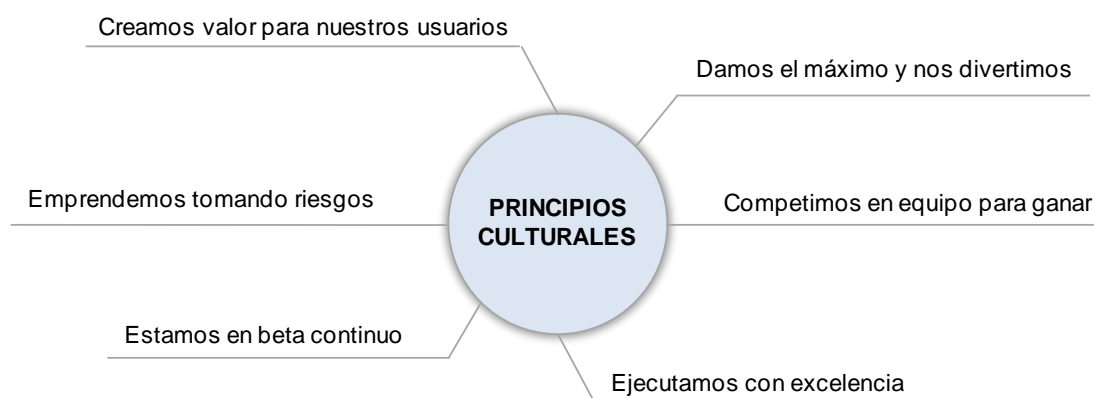 Creamos valor para nuestros usuarios
Damos el máximo y nos divertimos
Emprendemos tomando riesgos
PRINCIPIOS
CULTURALES
Competimos en equipo para ganar
Estamos en beta continuo
Ejecutamos con excelencia